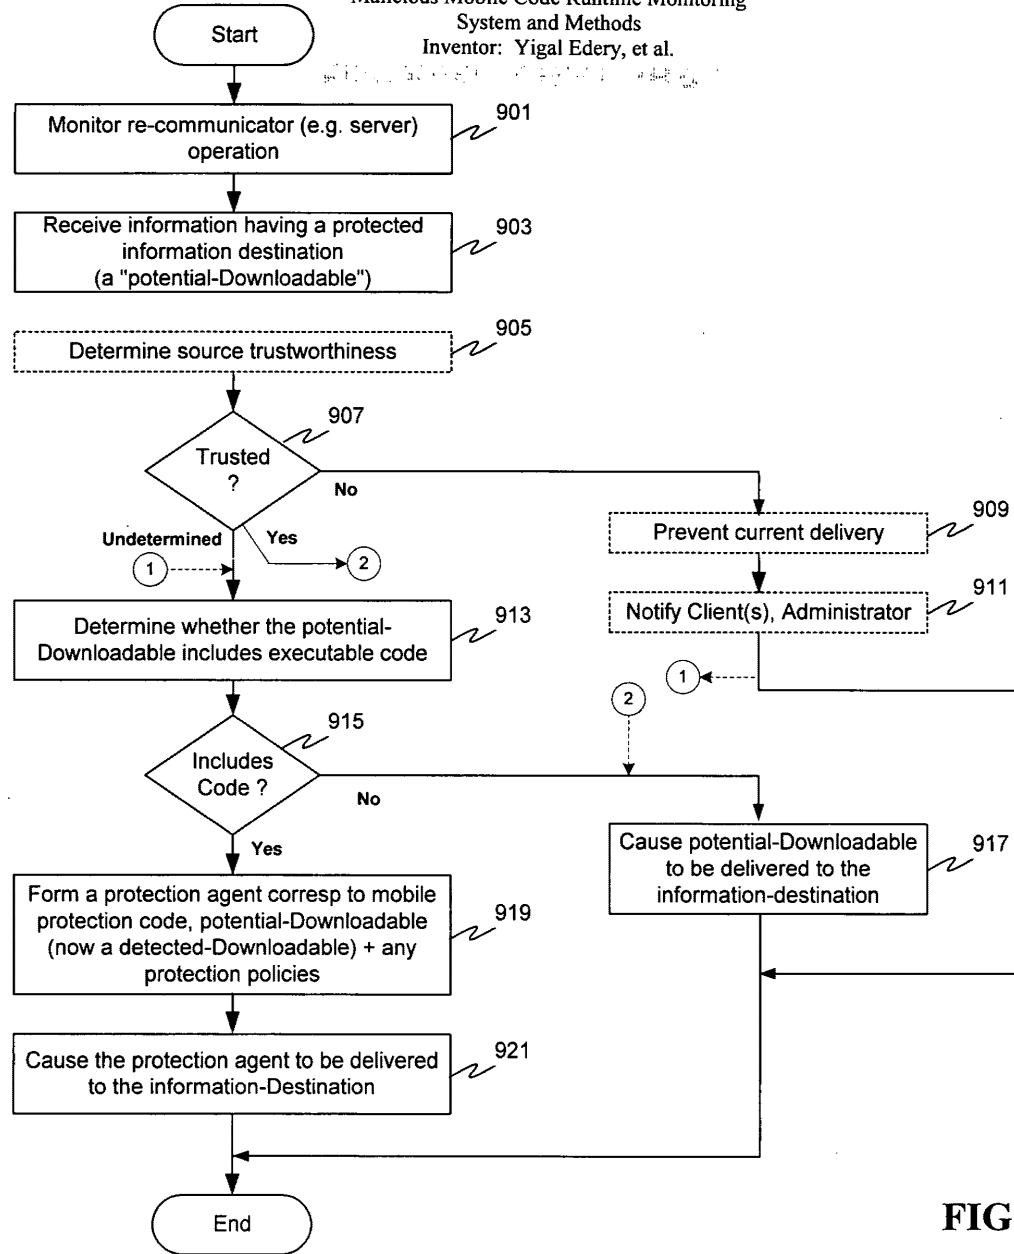 Malicious Mobile Code Runtime Monitoring
System and Methods
Inventor: Yigal Edery, et al.
Start
901
Monitor re-communicator (e.g. server)
operation
903
Receive information having a protected
information destination
(a "potential-Downloadable")
905
Determine source trustworthiness
907
Trusted
?
No
Undetermined
Yes
1
2
909
Prevent current delivery
911
Notify Client(s), Administrator
1
2
913
Determine whether the potential-
Downloadable includes executable code
915
Includes
Code ?
No
Yes
917
Cause potential-Downloadable
to be delivered to the
information-destination
919
Form a protection agent corresp to mobile
protection code, potential-Downloadable
(now a detected-Downloadable) + any
protection policies
921
Cause the protection agent to be delivered
to the information-Destination
End
FIG